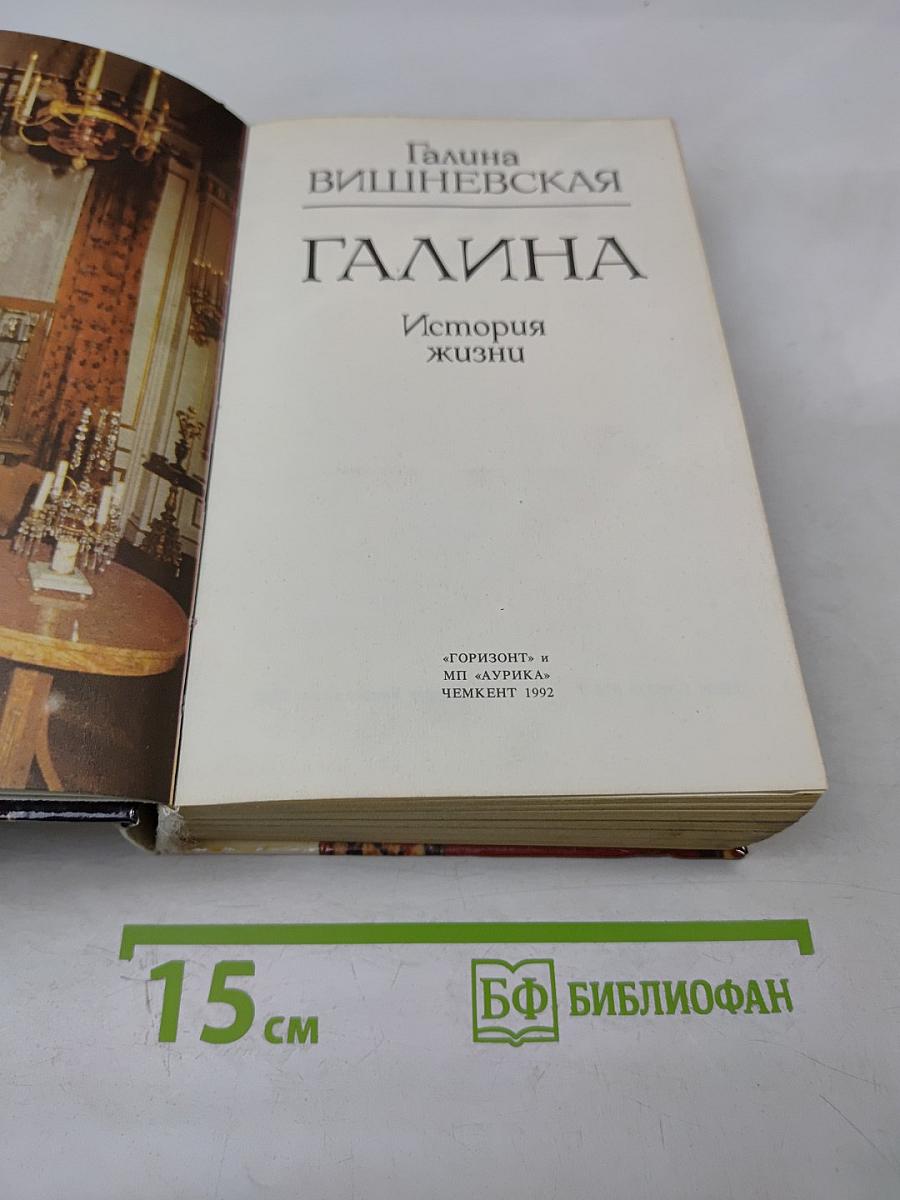 Галина
ВИШНЕВСКАЯ
ГАЛИНА
История
жизни
«ГОРИЗОНТ» и
МП «АУРИКА»
ЧЕМКЕНТ 1992
15 см
БФ БИБЛИОФАН